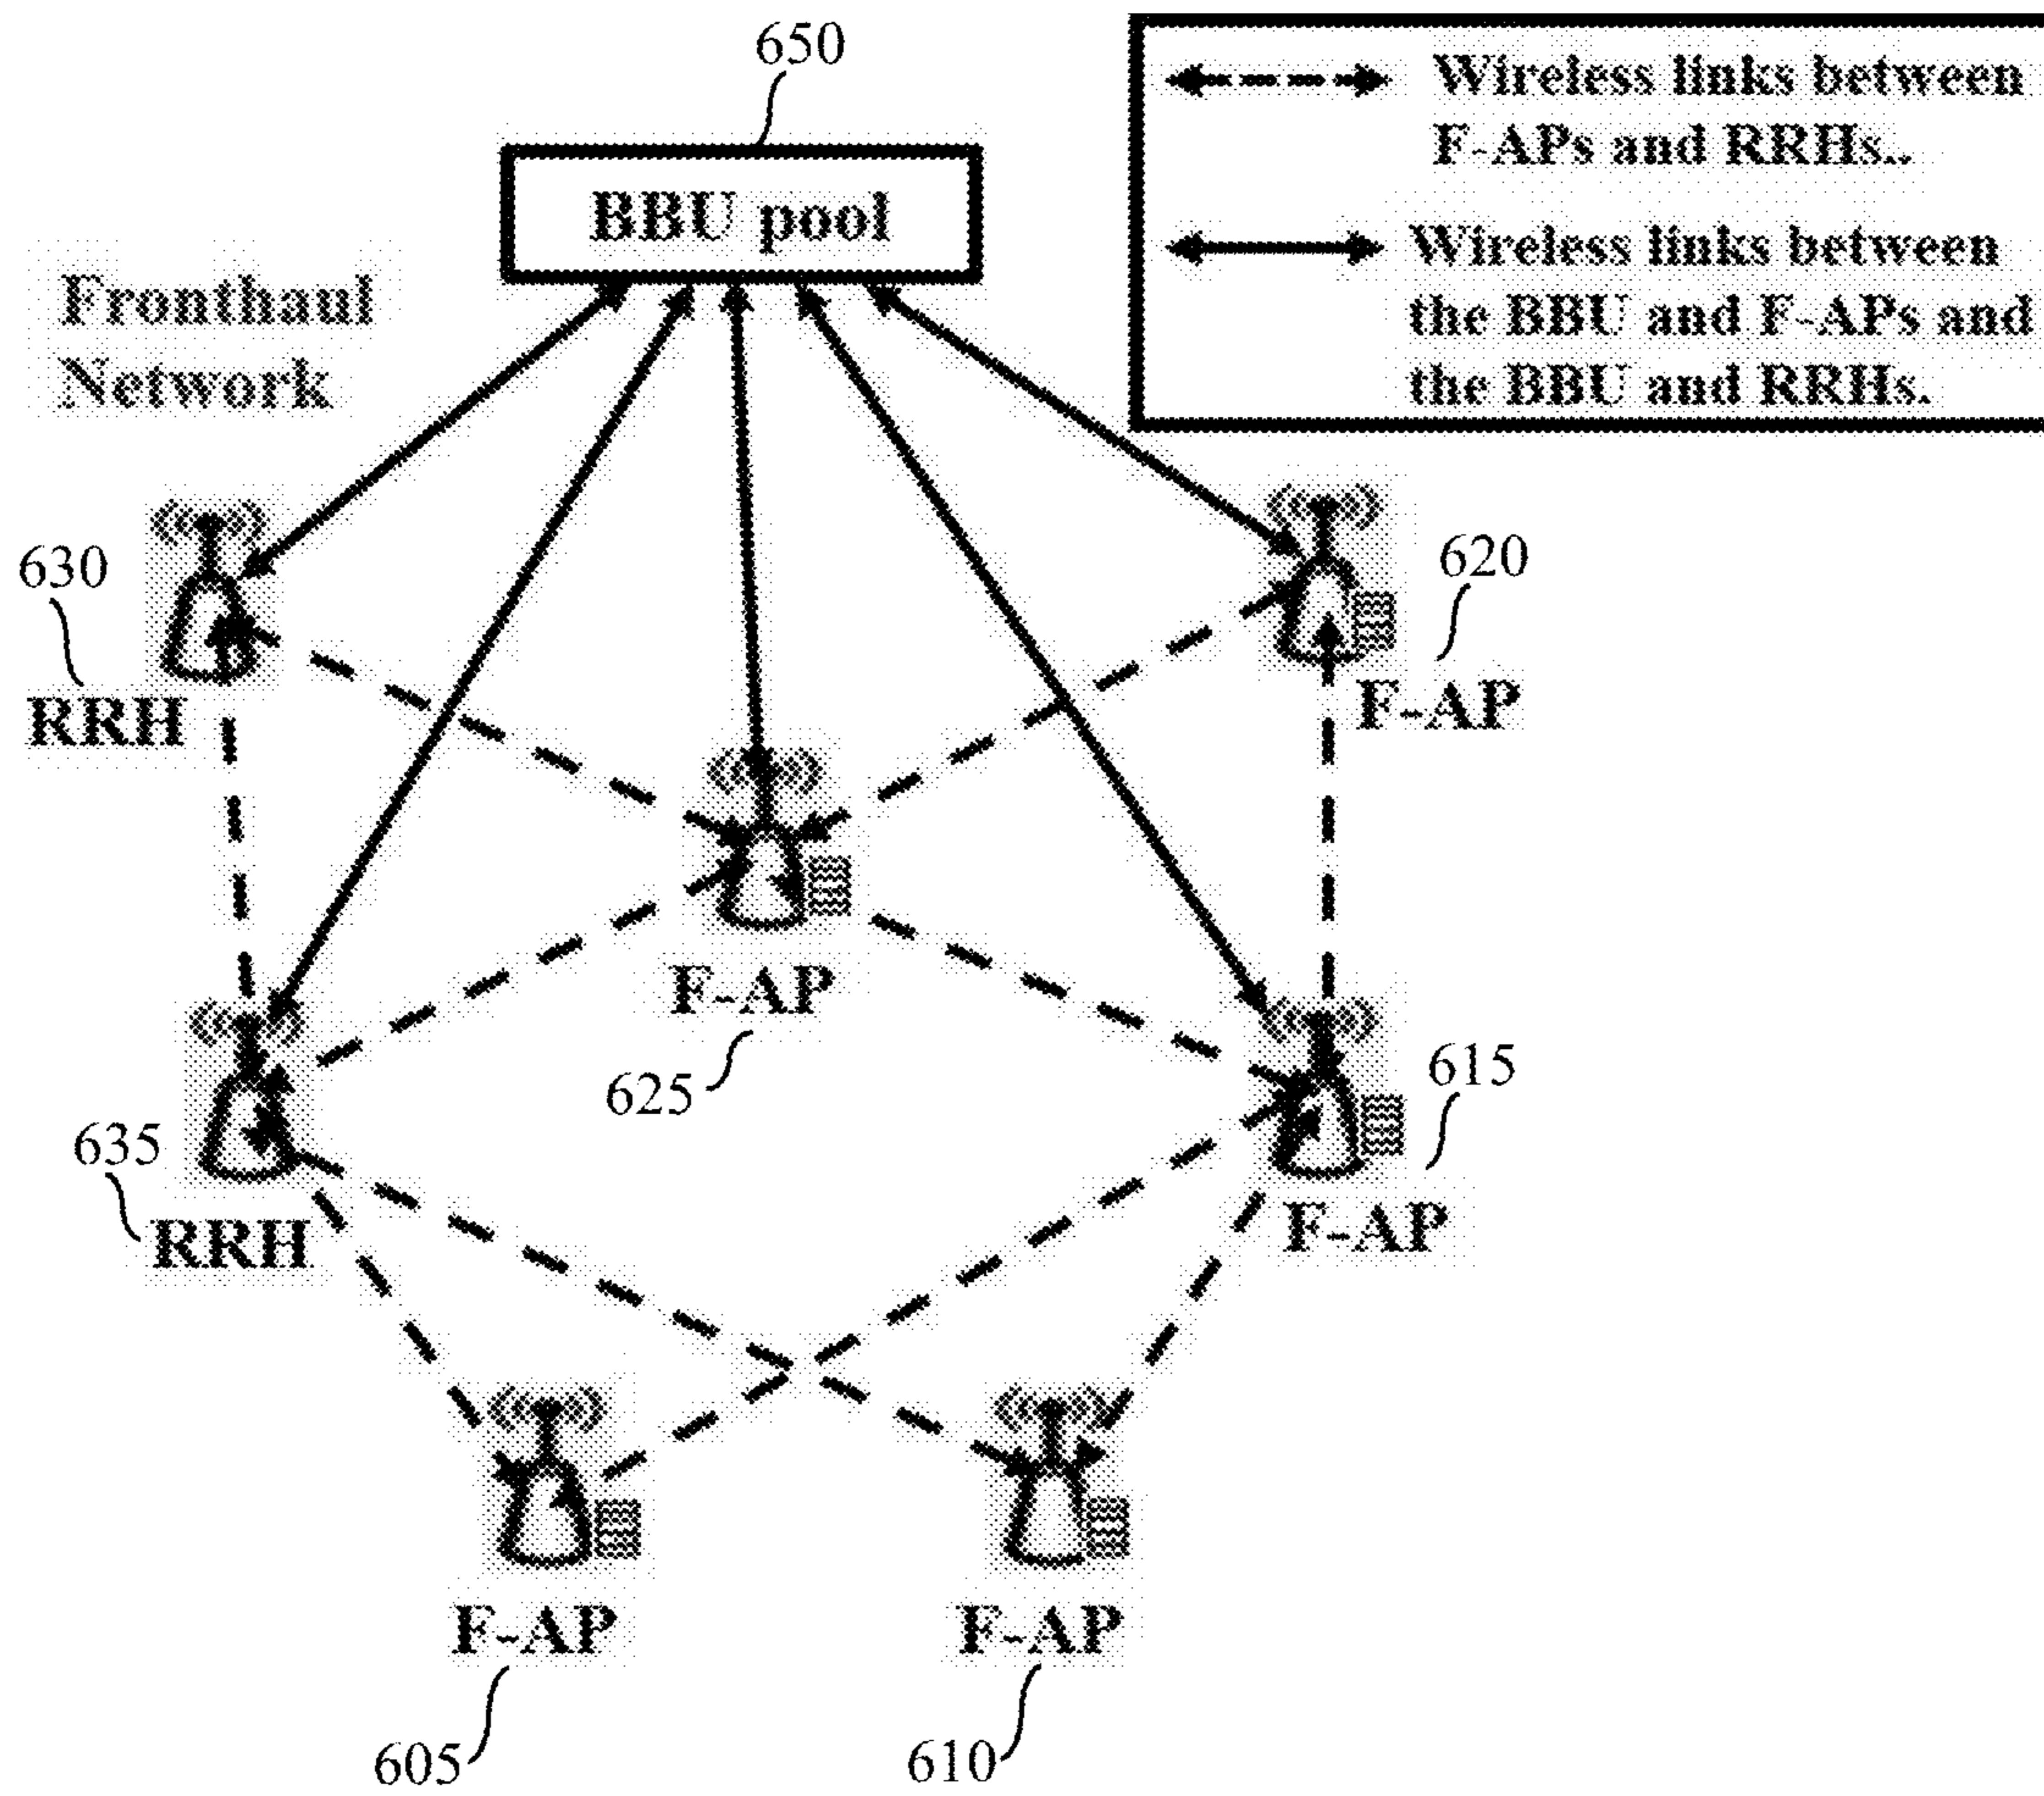 650
Wireless links between
F-APs and RRHs..
BBU pool
Wireless links between
the BBU and F-APs and
the BBU and RRHs.
Fronthaul
Network
630
620
RRH
F-AP
F-AP
625
615
635
F-AP
RRH
F-AP
F-AP
605
610